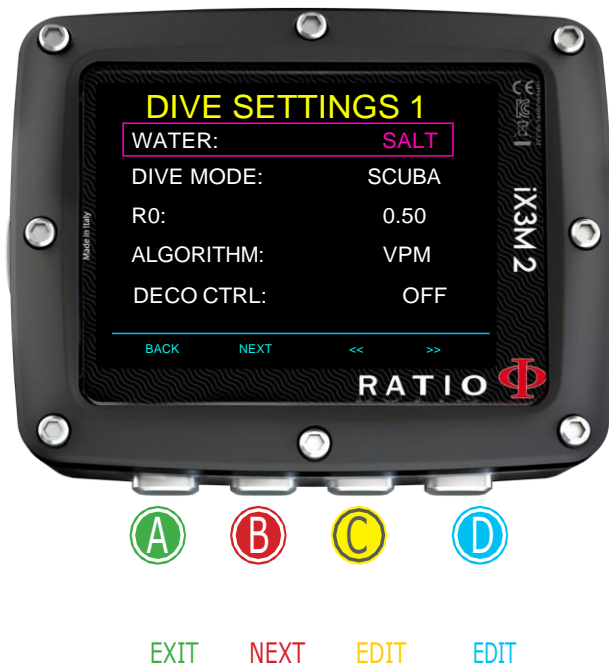 DIVE SETTINGS 1
WATER: SALT
DIVE MODE: SCUBA
R0: 0.50
ALGORITHM: VPM
DECO CTRL: OFF
BACK NEXT << >>
RATIO
iX3M 2
Made in Italy
A B C D
EXIT NEXT EDIT EDIT